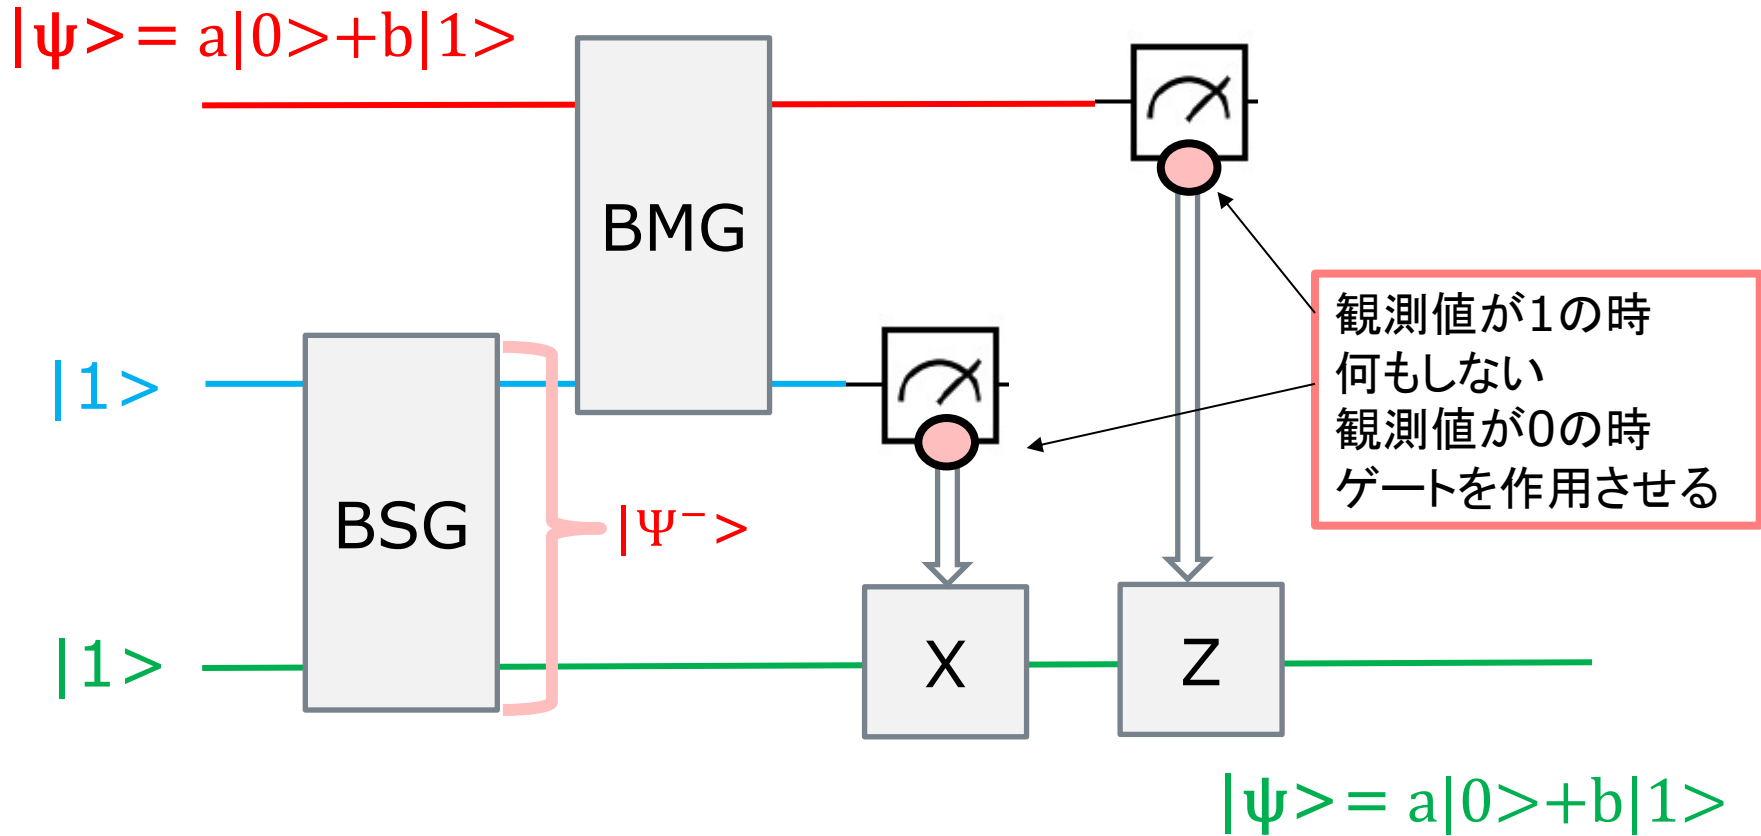 |ψ>= a|0>+b|1>
BMG
観測値が1の時
何もしない
観測値が0の時
ゲートを作用させる
|1>
BSG
|Ψ⁻>
|1>
X
Z
|ψ>= a|0>+b|1>